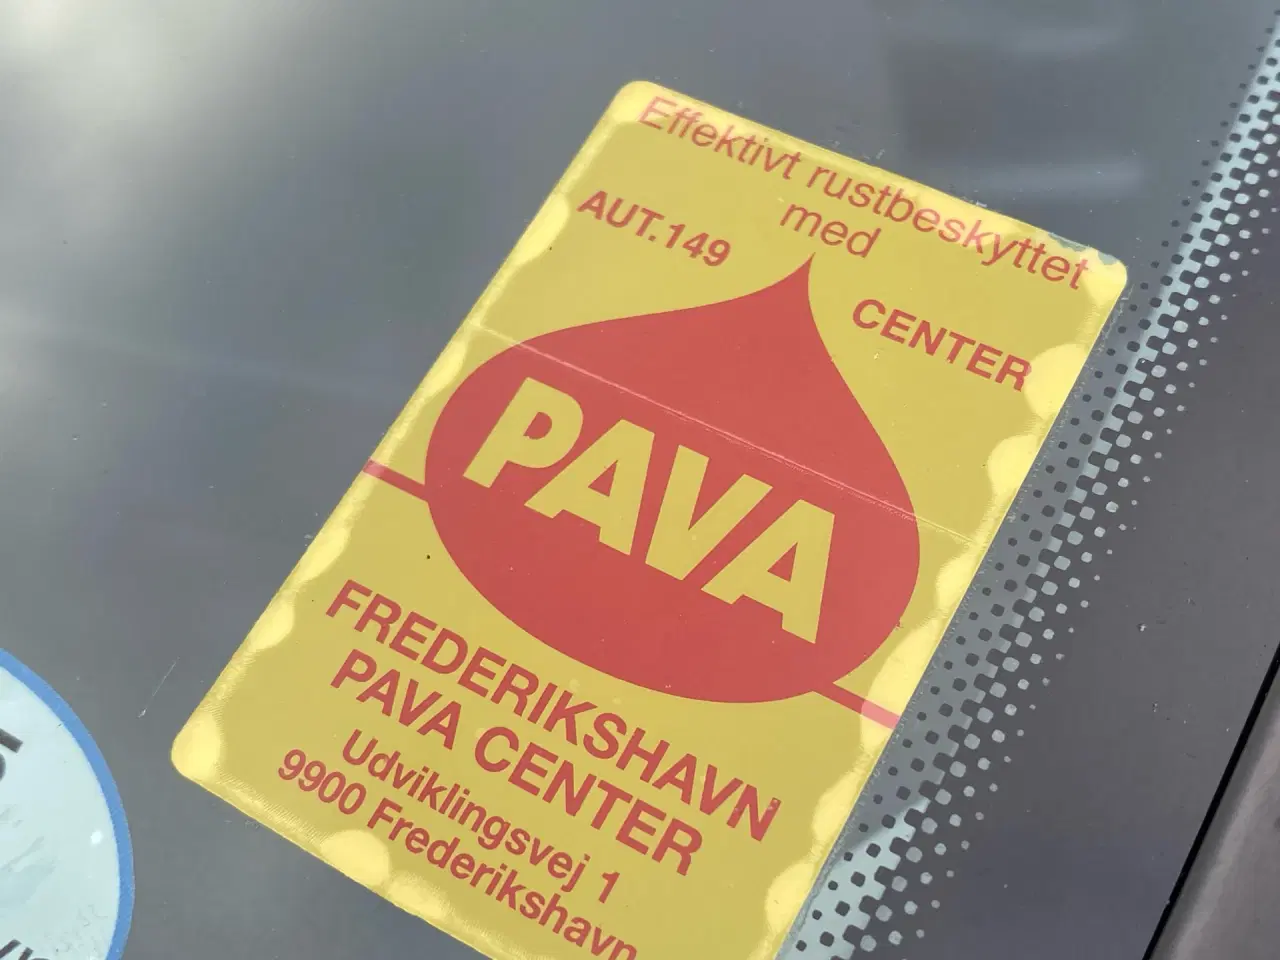 Effektivt rustbeskyttet
med
AUT.149
CENTER
PAVA
FREDERIKSHAVN
PAVA CENTER
Udviklingsvej 1
9900 Frederikshavn